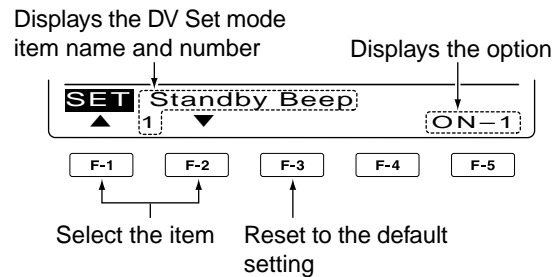 Displays the DV Set mode
item name and number
Displays the option
SET Standby Beep
1 ON–1
F-1 F-2 F-3 F-4 F-5
Select the item
Reset to the default
setting